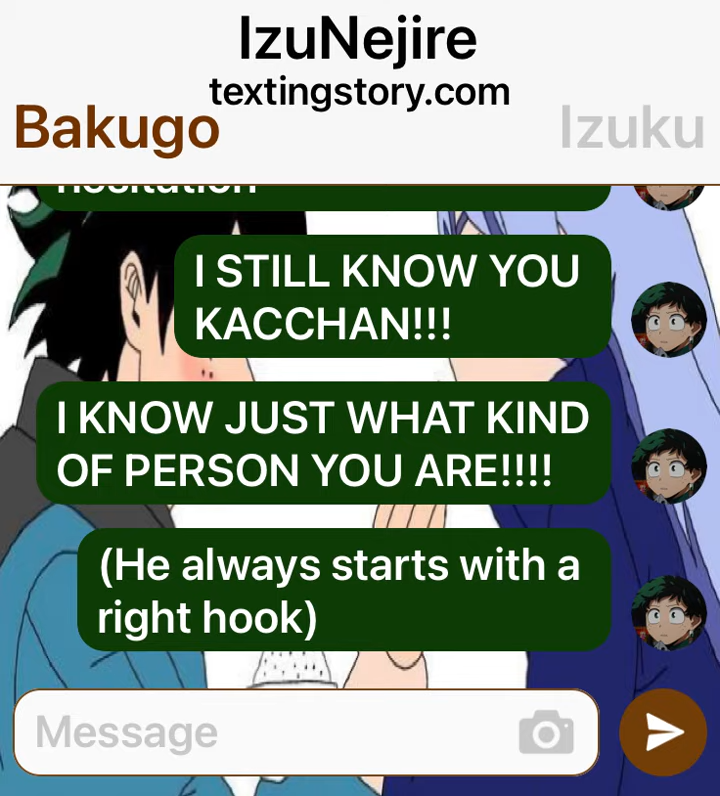 IzuNejire
textingstory.com
Bakugo
Izuku
I STILL KNOW YOU
KACCHAN!!!
I KNOW JUST WHAT KIND
OF PERSON YOU ARE!!!!
(He always starts with a
right hook)
Message